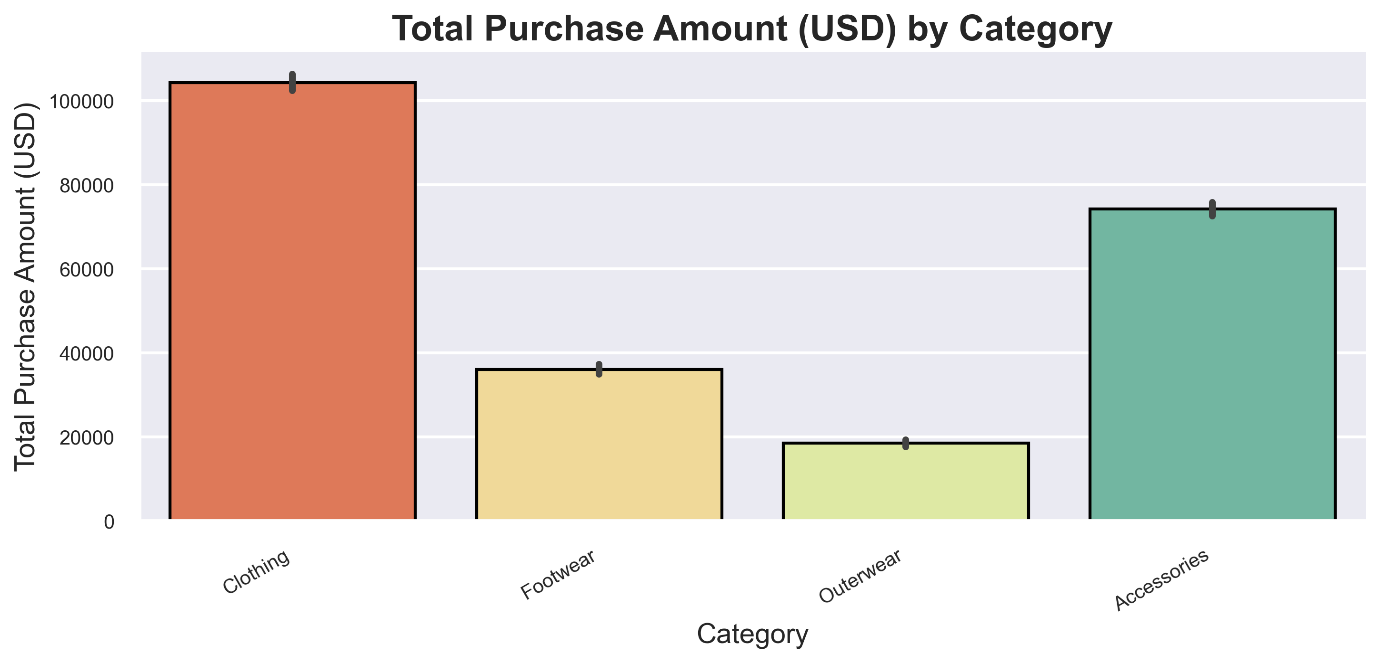 Total Purchase Amount (USD) by Category
Total Purchase Amount (USD)
100000
80000
60000
40000
20000
0
Clothing
Footwear
Outerwear
Accessories
Category